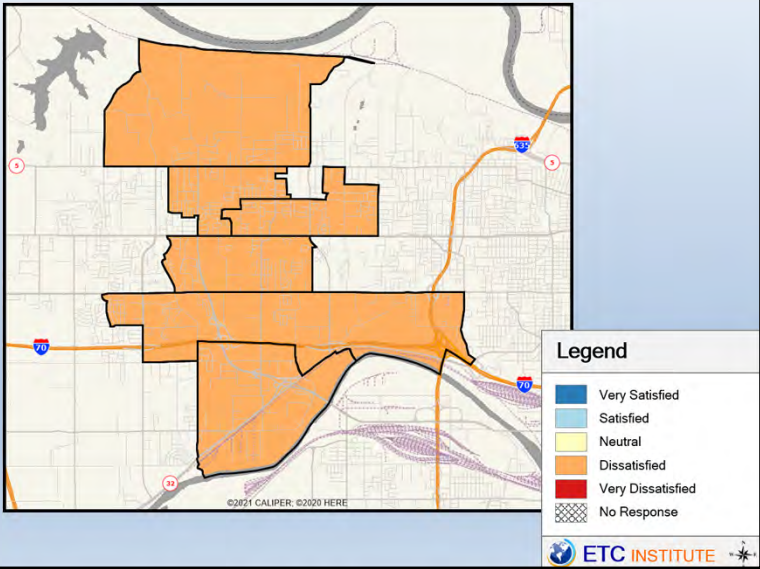 5
635
5
70
70
32
©2021 CALIPER; ©2020 HERE
Legend
Very Satisfied
Satisfied
Neutral
Dissatisfied
Very Dissatisfied
No Response
ETC INSTITUTE
N
W